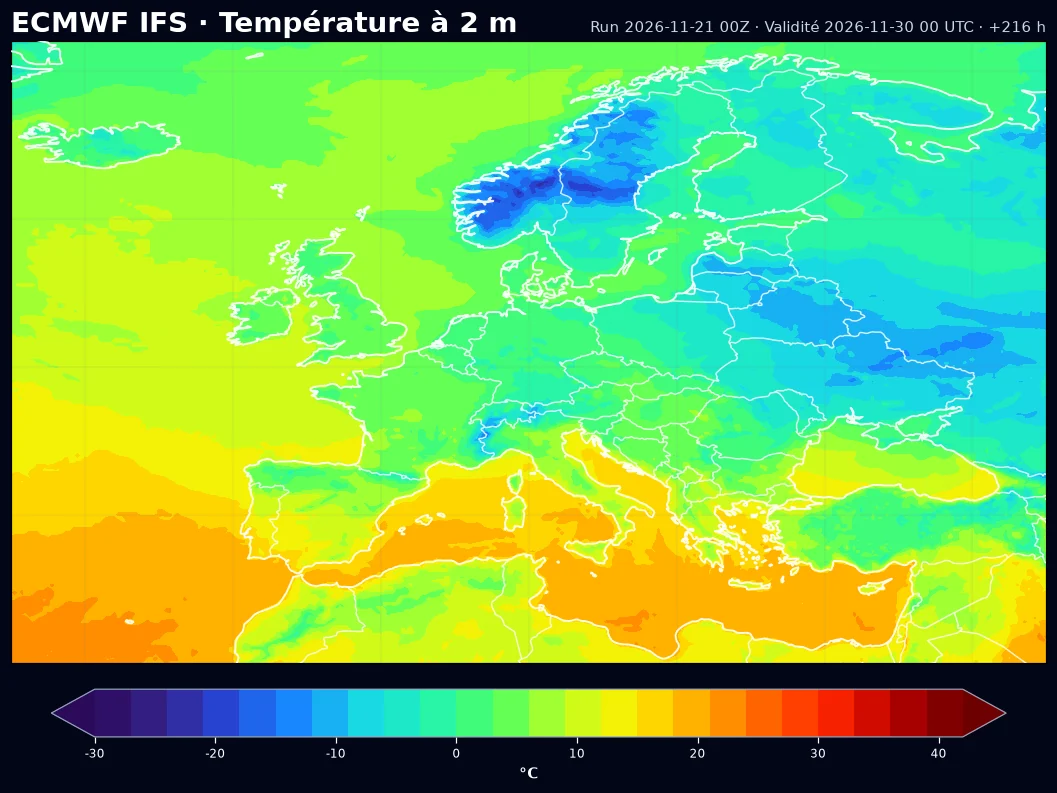 ECMWF IFS · Température à 2 m
Run 2026-11-21 00Z · Validité 2026-11-30 00 UTC · +216 h
-30 -20 -10 0 10 20 30 40
°C